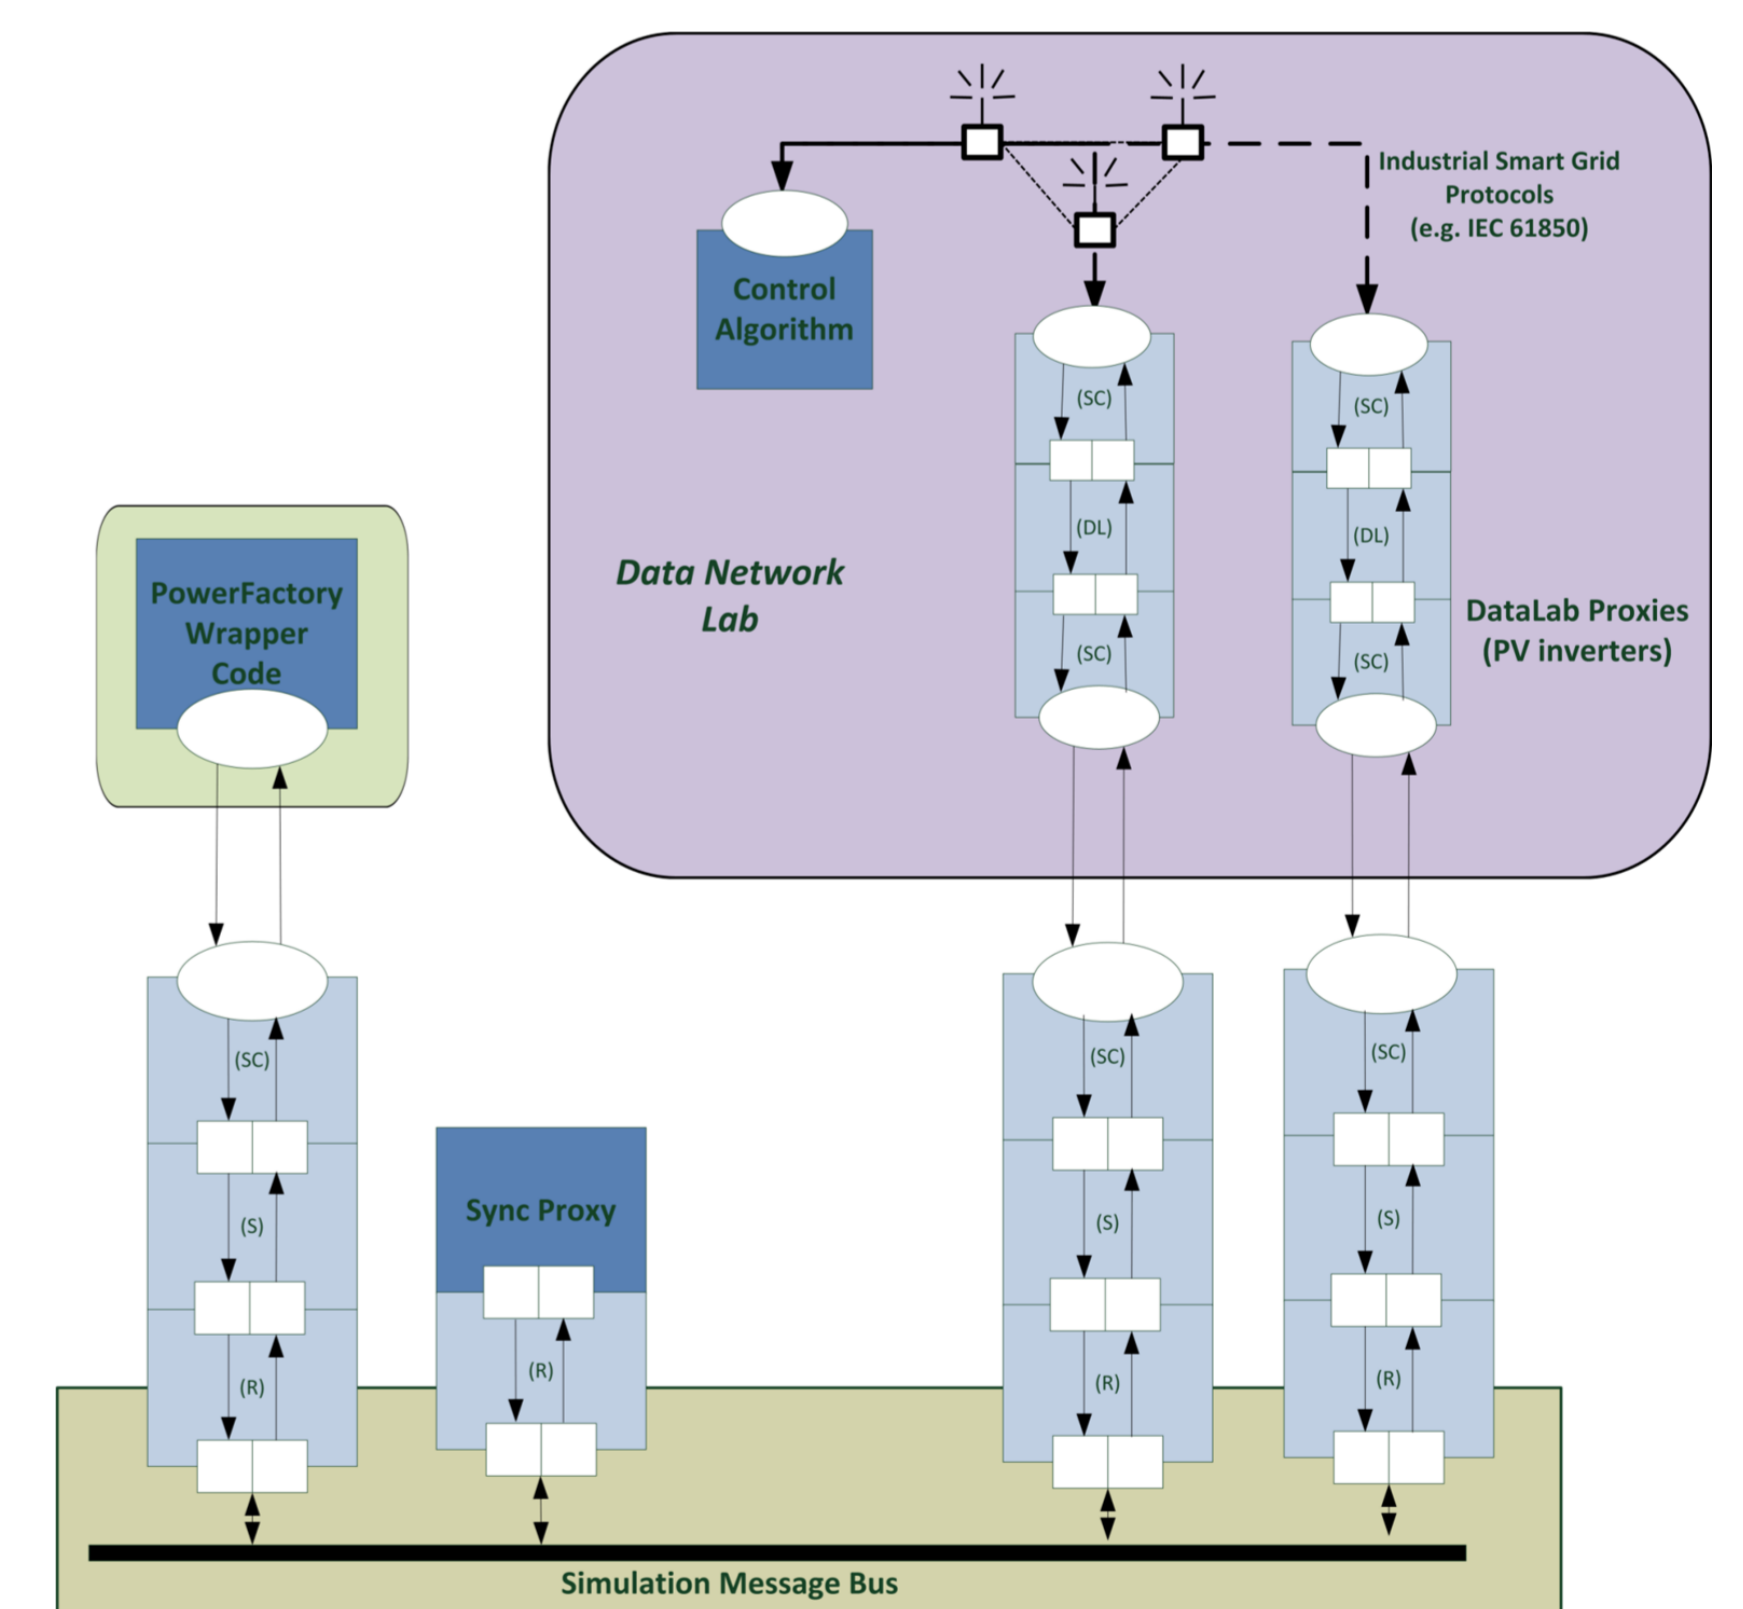 Industrial Smart Grid
Protocols
(e.g. IEC 61850)
Control
Algorithm
(SC)
(SC)
(DL)
(DL)
Data Network
Lab
PowerFactory
Wrapper
Code
DataLab Proxies
(PV inverters)
(SC)
(SC)
(SC)
(SC)
(SC)
Sync Proxy
(S)
(S)
(S)
(R)
(R)
(R)
(R)
Simulation Message Bus